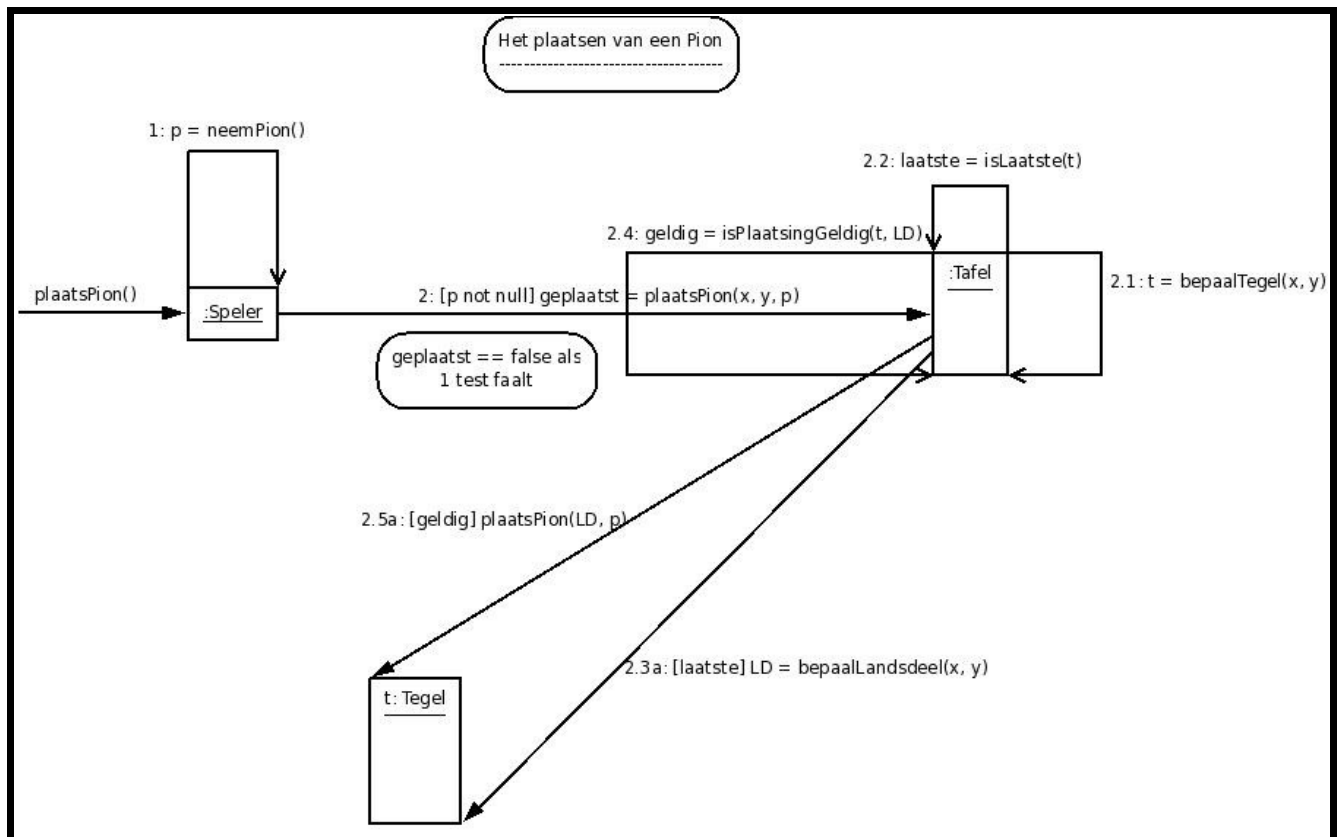 Het plaatsen van een Pion
------------------------------------
1: p = neemPion()
2.2: laatste = isLaatste(t)
2.4: geldig = isPlaatsingGeldig(t, LD)
:Tafel
2.1: t = bepaalTegel(x, y)
plaatsPion()
:Speler
2: [p not null] geplaatst = plaatsPion(x, y, p)
geplaatst == false als
1 test faalt
2.5a: [geldig] plaatsPion(LD, p)
2.3a: [laatste] LD = bepaalLandsdeel(x, y)
t: Tegel